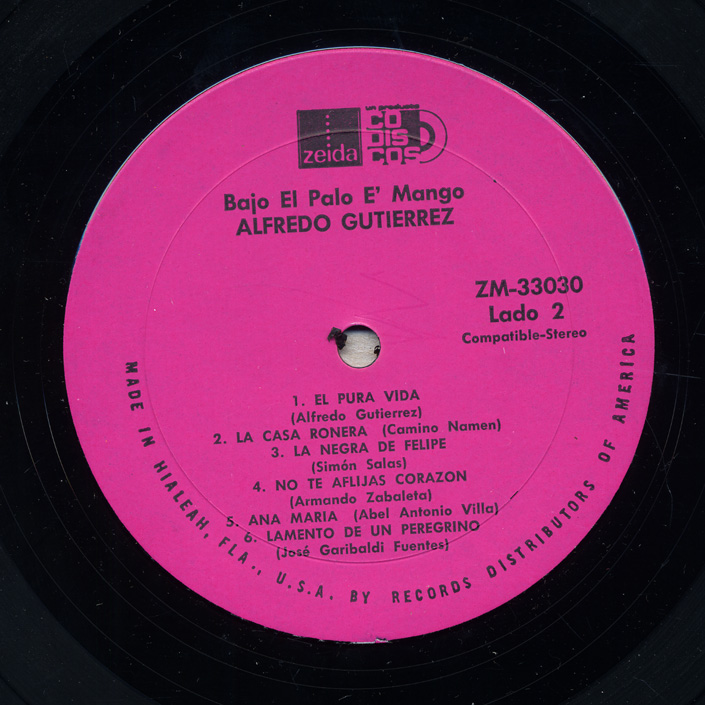 un producto
zeida
CO
DIS
COS
Bajo El Palo E' Mango
ALFREDO GUTIERREZ
ZM-33030
Lado 2
Compatible-Stereo
1. EL PURA VIDA
(Alfredo Gutierrez)
2. LA CASA RONERA (Camino Namen)
3. LA NEGRA DE FELIPE
(Simón Salas)
4. NO TE AFLIJAS CORAZON
(Armando Zabaleta)
5. ANA MARIA (Abel Antonio Villa)
6. LAMENTO DE UN PEREGRINO
(José Garibaldi Fuentes)
MADE IN HIALEAH, FLA., U.S.A. BY RECORDS DISTRIBUTORS OF AMERICA